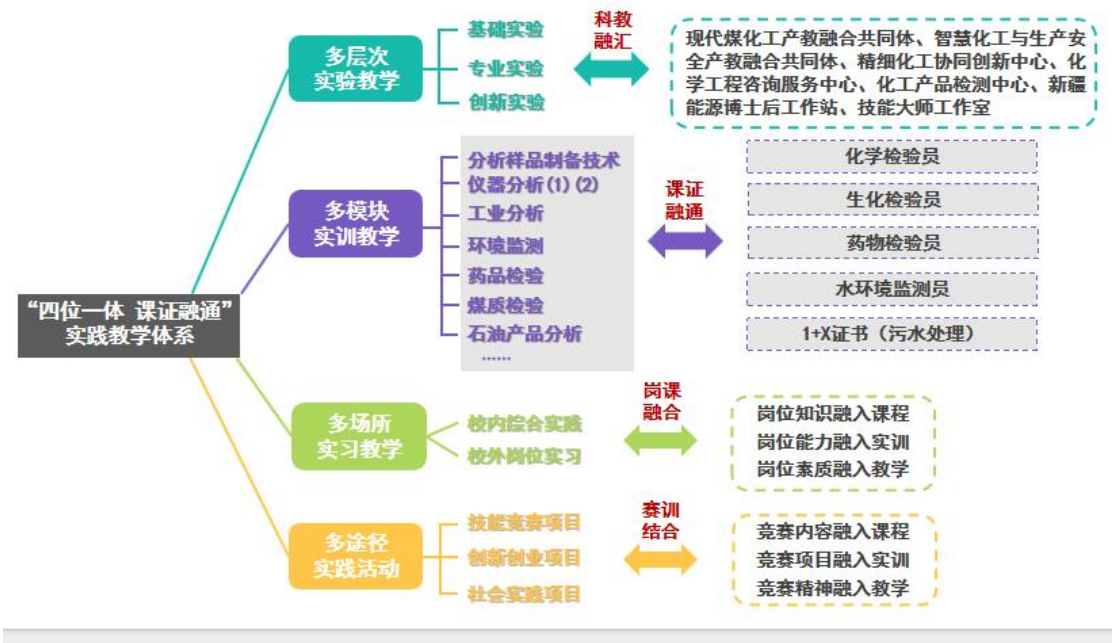 “四位一体 课证融通”
实践教学体系
多层次
实验教学
基础实验
专业实验
创新实验
科教
融汇
现代煤化工产教融合共同体、智慧化工与生产安
全产教融合共同体、精细化工协同创新中心、化
学工程咨询服务中心、化工产品检测中心、新疆
能源博士后工作站、技能大师工作室
多模块
实训教学
分析样品制备技术
仪器分析(1)(2)
工业分析
环境监测
药品检验
煤质检验
石油产品分析
……
课证
融通
化学检验员
生化检验员
药物检验员
水环境监测员
1+X证书（污水处理）
多场所
实习教学
校内综合实践
校外岗位实习
岗课
融合
岗位知识融入课程
岗位能力融入实训
岗位素质融入教学
多途径
实践活动
技能竞赛项目
创新创业项目
社会实践项目
赛训
结合
竞赛内容融入课程
竞赛项目融入实训
竞赛精神融入教学